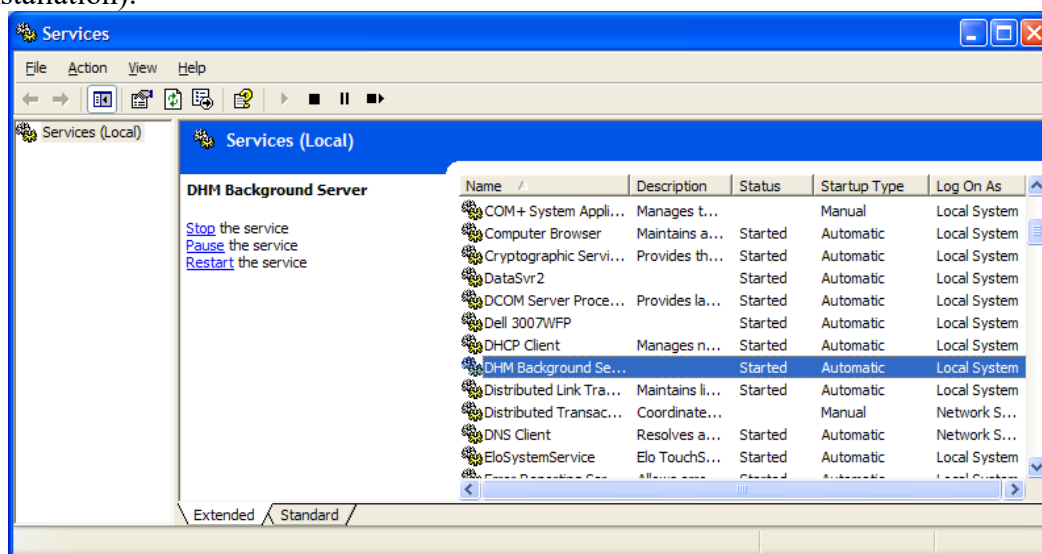 Services
File Action View Help
Services (Local)
Services (Local)
DHM Background Server
Stop the service
Pause the service
Restart the service
Name Description Status Startup Type Log On As
COM+ System Appli... Manages t... Manual Local System
Computer Browser Maintains a... Started Automatic Local System
Cryptographic Servi... Provides th... Started Automatic Local System
DataSvr2 Started Automatic Local System
DCOM Server Proce... Provides la... Started Automatic Local System
Dell 3007WFP Started Automatic Local System
DHCP Client Manages n... Started Automatic Local System
DHM Background Se... Started Automatic Local System
Distributed Link Tra... Maintains li... Started Automatic Local System
Distributed Transac... Coordinate... Manual Network S...
DNS Client Resolves a... Started Automatic Network S...
EloSystemService Elo TouchS... Started Automatic Local System
Extended Standard